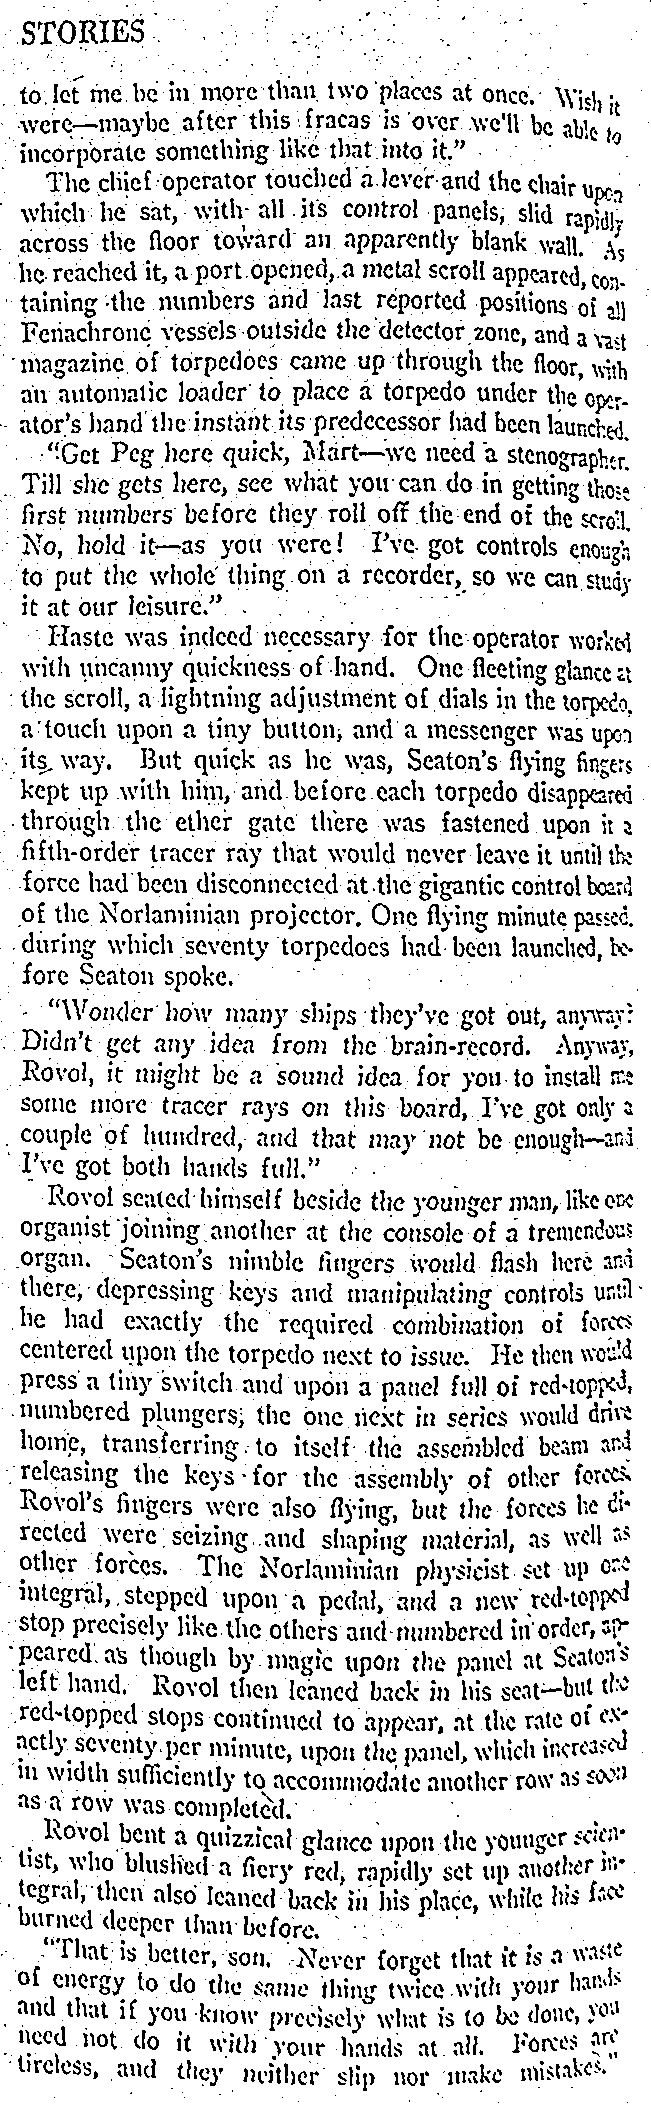 STORIES
to let me be in more than two places at once. Wish it
were—maybe after this fracas is over we'll be able to
incorporate something like that into it."
The chief operator touched a lever and the chair upon
which he sat, with all its control panels, slid rapidly
across the floor toward an apparently blank wall. As
he reached it, a port opened, a metal scroll appeared, con-
taining the numbers and last reported positions of all
Fenachrone vessels outside the detector zone, and a vast
magazine of torpedoes came up through the floor, with
an automatic loader to place a torpedo under the oper-
ator's hand the instant its predecessor had been launched.
"Get Peg here quick, Mart—we need a stenographer.
Till she gets here, see what you can do in getting those
first numbers before they roll off the end of the scroll.
No, hold it—as you were! I've got controls enough
to put the whole thing on a recorder, so we can study
it at our leisure."
Haste was indeed necessary for the operator worked
with uncanny quickness of hand. One fleeting glance at
the scroll, a lightning adjustment of dials in the torpedo,
a touch upon a tiny button, and a messenger was upon
its way. But quick as he was, Seaton's flying fingers
kept up with him, and before each torpedo disappeared
through the ether gate there was fastened upon it a
fifth-order tracer ray that would never leave it until the
force had been disconnected at the gigantic control board
of the Norlaminian projector. One flying minute passed,
during which seventy torpedoes had been launched, be-
fore Seaton spoke.
"Wonder how many ships they've got out, anyway?
Didn't get any idea from the brain-record. Anyway,
Rovol, it might be a sound idea for you to install me
some more tracer rays on this board, I've got only a
couple of hundred, and that may not be enough—and
I've got both hands full."
Rovol seated himself beside the younger man, like one
organist joining another at the console of a tremendous
organ. Seaton's nimble fingers would flash here and
there, depressing keys and manipulating controls until
he had exactly the required combination of forces
centered upon the torpedo next to issue. He then would
press a tiny switch and upon a panel full of red-topped,
numbered plungers; the one next in series would drive
home, transferring to itself the assembled beam and
releasing the keys for the assembly of other forces.
Rovol's fingers were also flying, but the forces he di-
rected were seizing and shaping material, as well as
other forces. The Norlaminian physicist set up one
integral, stepped upon a pedal, and a new red-topped
stop precisely like the others and numbered in order, ap-
peared as though by magic upon the panel at Seaton's
left hand. Rovol then leaned back in his seat—but the
red-topped stops continued to appear, at the rate of ex-
actly seventy per minute, upon the panel, which increased
in width sufficiently to accommodate another row as soon
as a row was completed.
Rovol bent a quizzical glance upon the younger scien-
tist, who blushed a fiery red, rapidly set up another in-
tegral, then also leaned back in his place, while his face
burned deeper than before.
"That is better, son. Never forget that it is a waste
of energy to do the same thing twice with your hands
and that if you know precisely what is to be done, you
need not do it with your hands at all. Forces are
tireless, and they neither slip nor make mistakes."